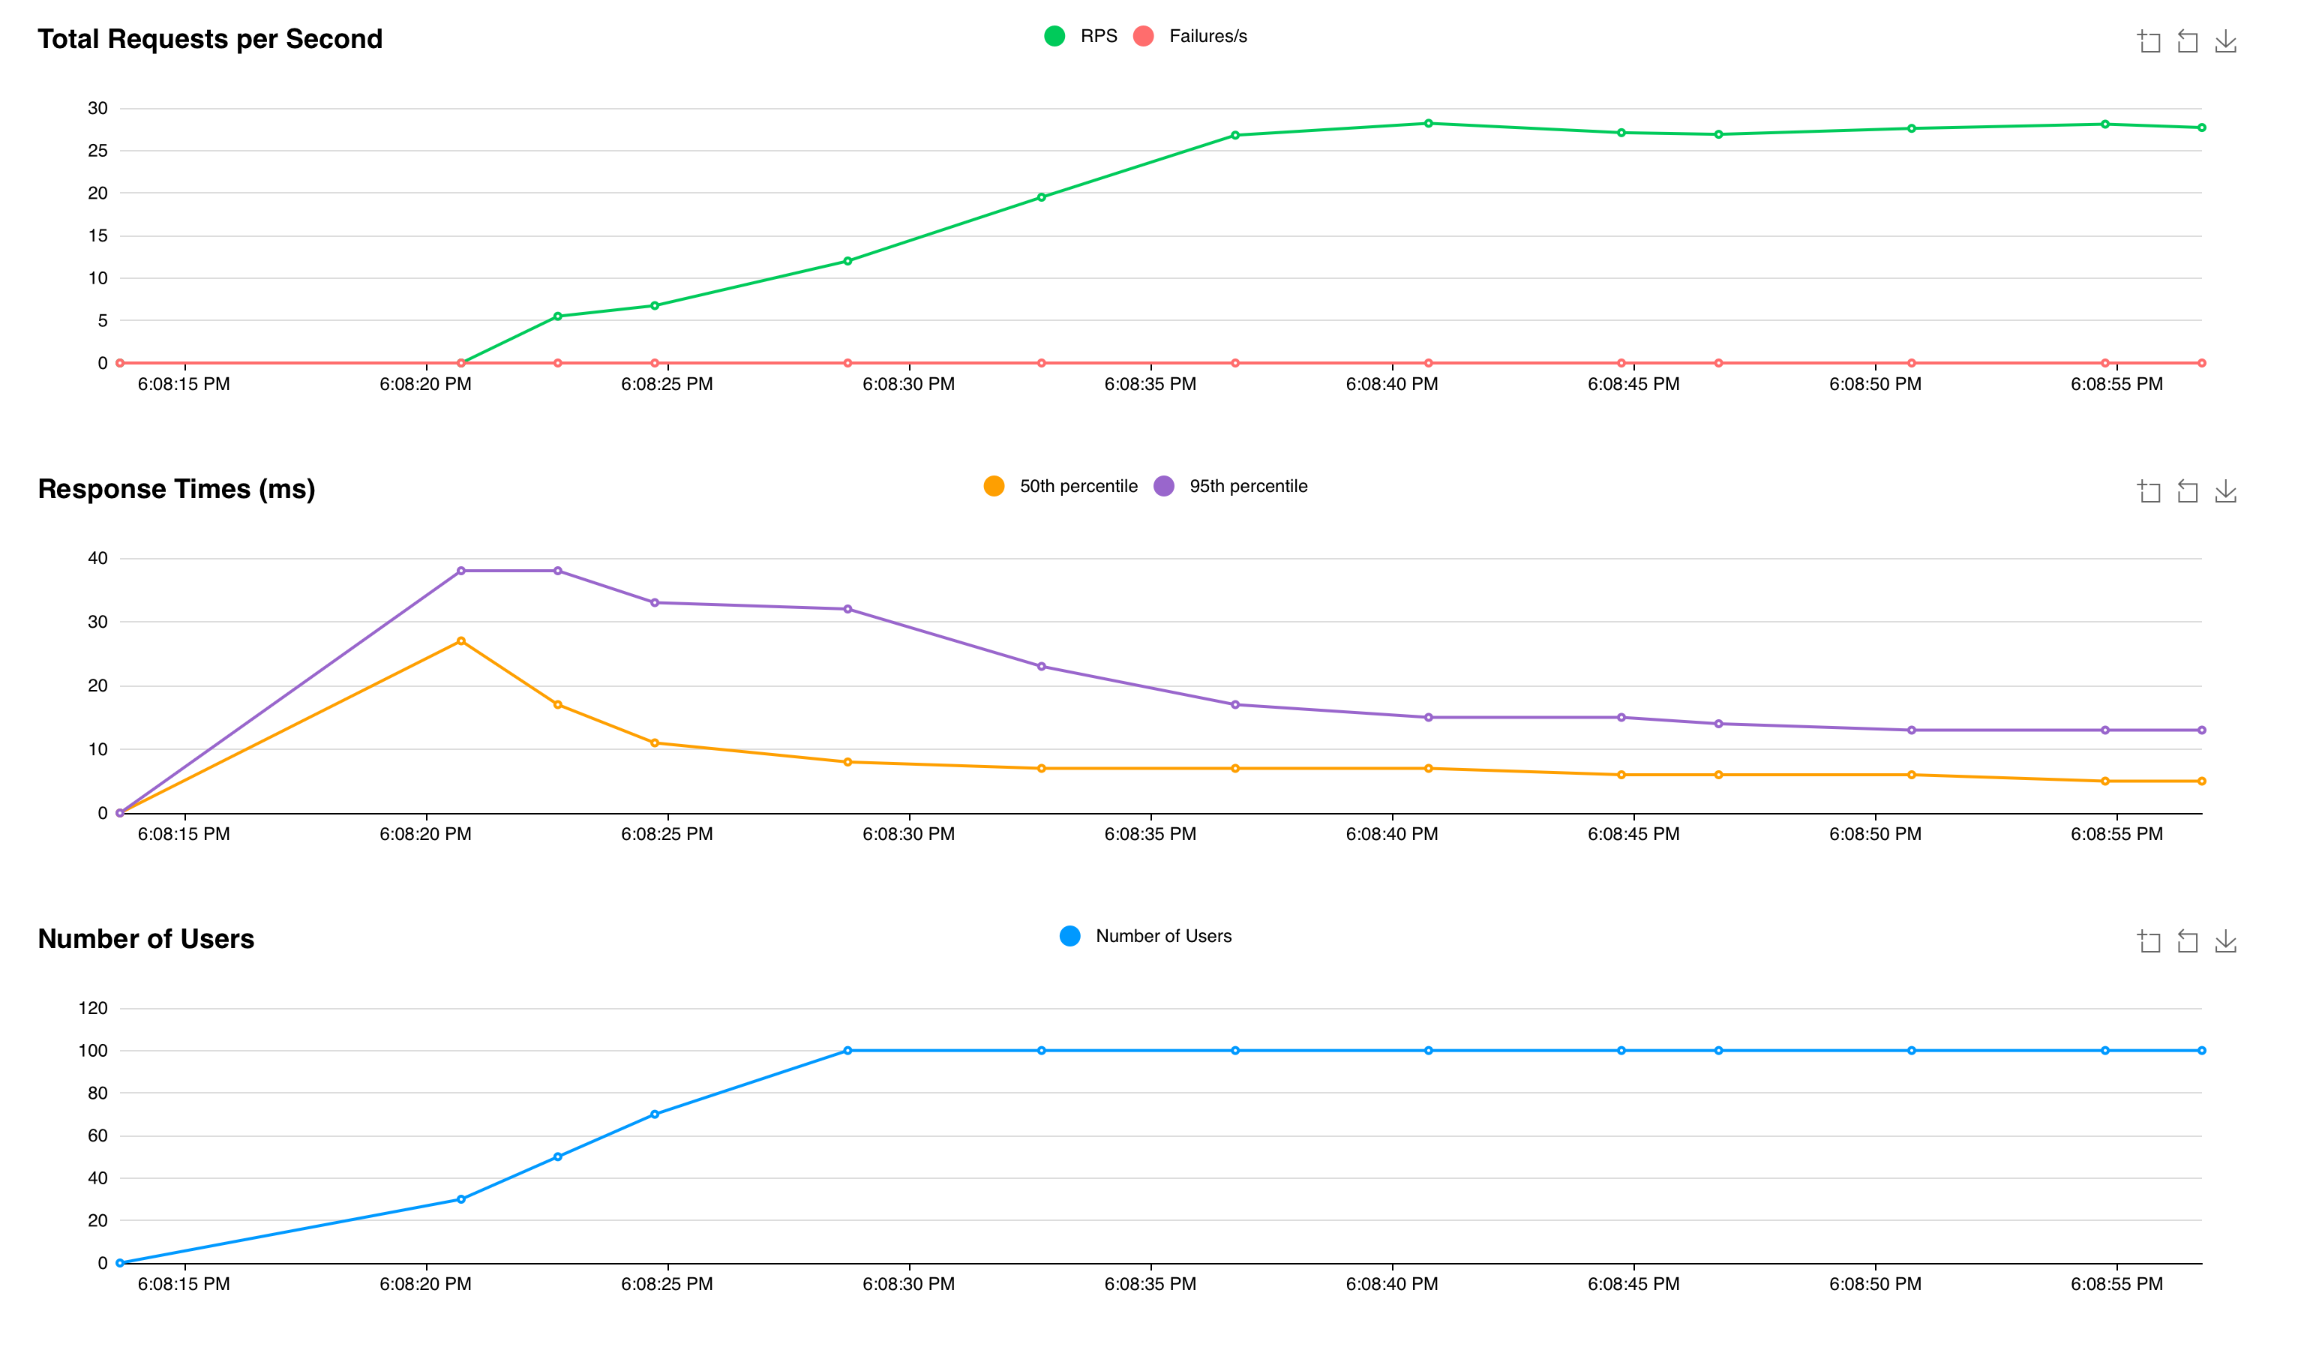 Total Requests per Second
RPS Failures/s
30
25
20
15
10
5
0
6:08:15 PM 6:08:20 PM 6:08:25 PM 6:08:30 PM 6:08:35 PM 6:08:40 PM 6:08:45 PM 6:08:50 PM 6:08:55 PM
Response Times (ms)
50th percentile 95th percentile
40
30
20
10
0
6:08:15 PM 6:08:20 PM 6:08:25 PM 6:08:30 PM 6:08:35 PM 6:08:40 PM 6:08:45 PM 6:08:50 PM 6:08:55 PM
Number of Users
Number of Users
120
100
80
60
40
20
0
6:08:15 PM 6:08:20 PM 6:08:25 PM 6:08:30 PM 6:08:35 PM 6:08:40 PM 6:08:45 PM 6:08:50 PM 6:08:55 PM